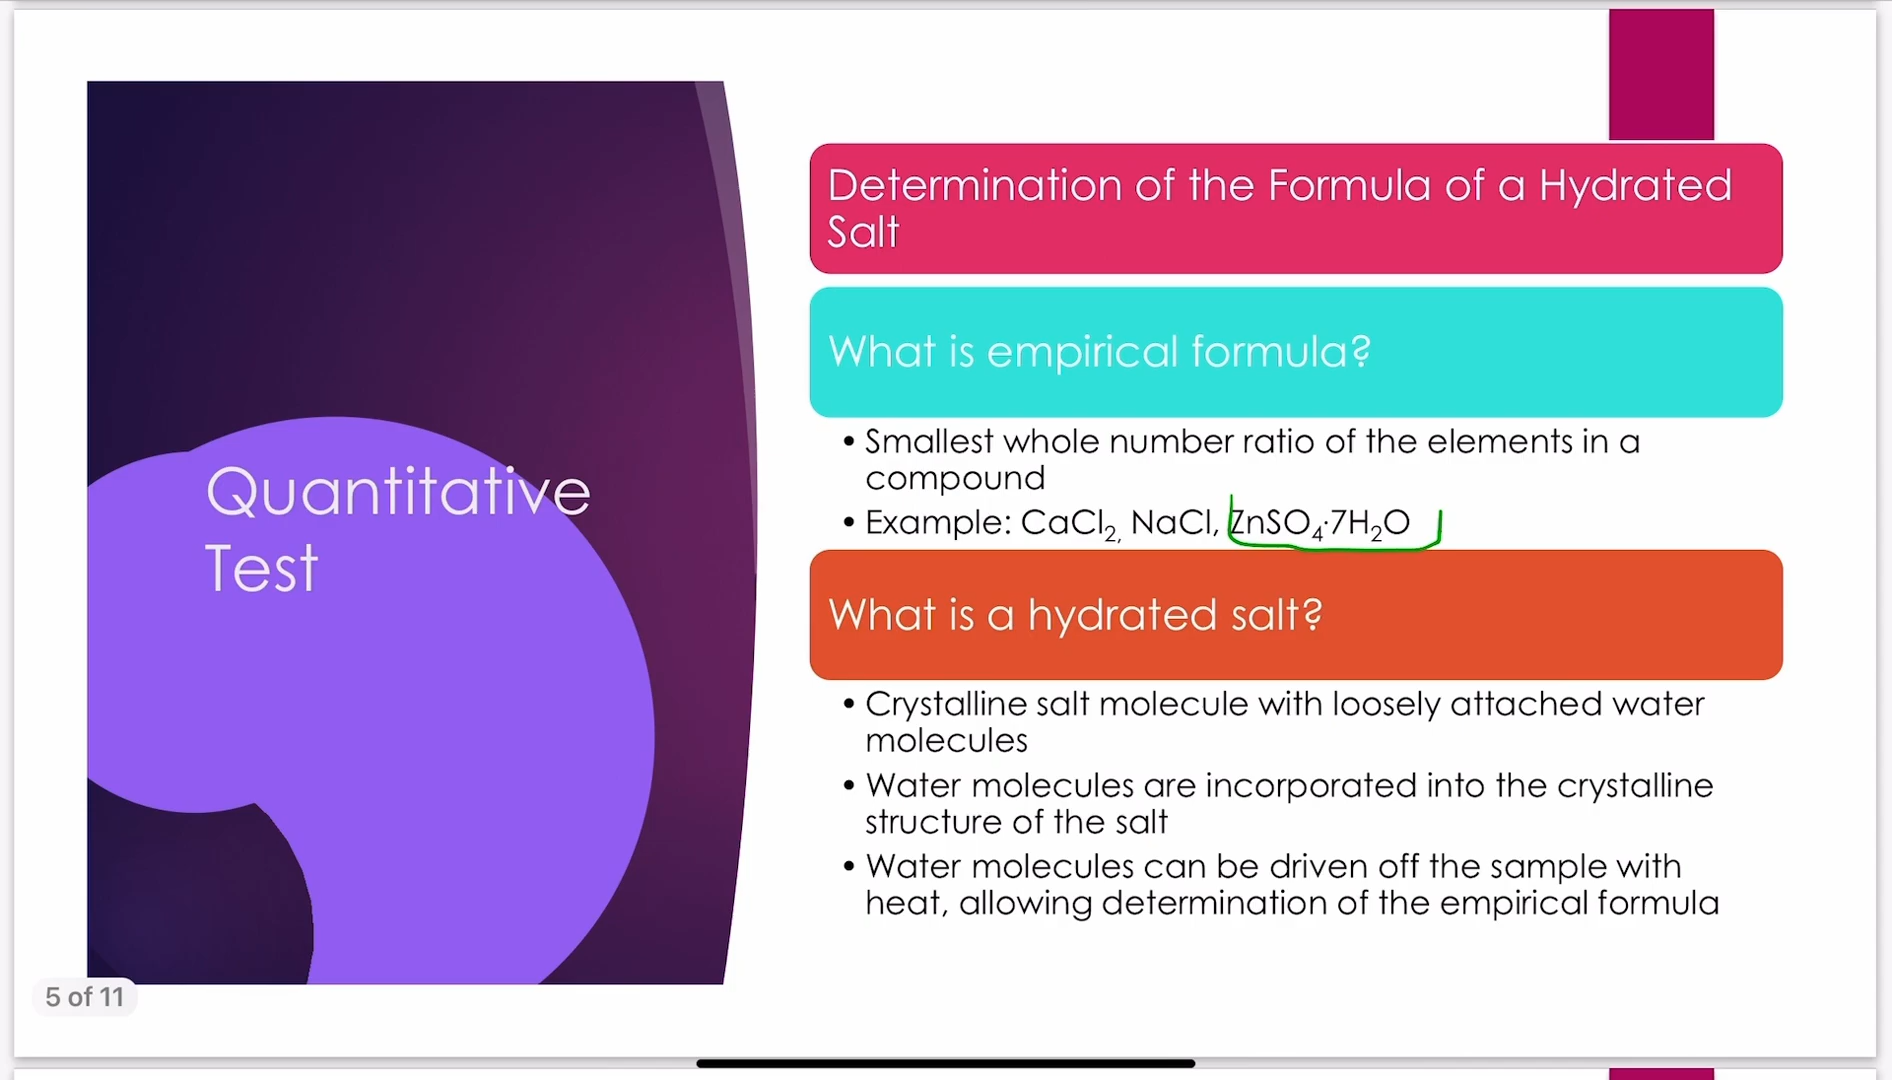 Quantitative
Test
Determination of the Formula of a Hydrated
Salt
What is empirical formula?
• Smallest whole number ratio of the elements in a
compound
• Example: CaCl₂, NaCl, ZnSO₄·7H₂O
What is a hydrated salt?
• Crystalline salt molecule with loosely attached water
molecules
• Water molecules are incorporated into the crystalline
structure of the salt
• Water molecules can be driven off the sample with
heat, allowing determination of the empirical formula
5 of 11